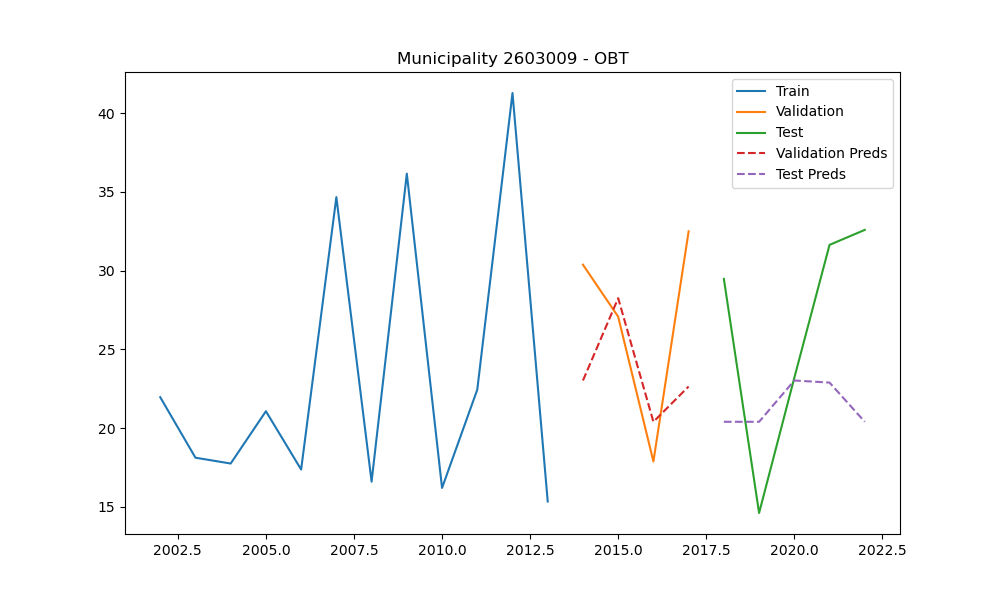 Municipality 2603009 - OBT
Train
Validation
Test
Validation Preds
Test Preds
40
35
30
25
20
15
2002.5 2005.0 2007.5 2010.0 2012.5 2015.0 2017.5 2020.0 2022.5